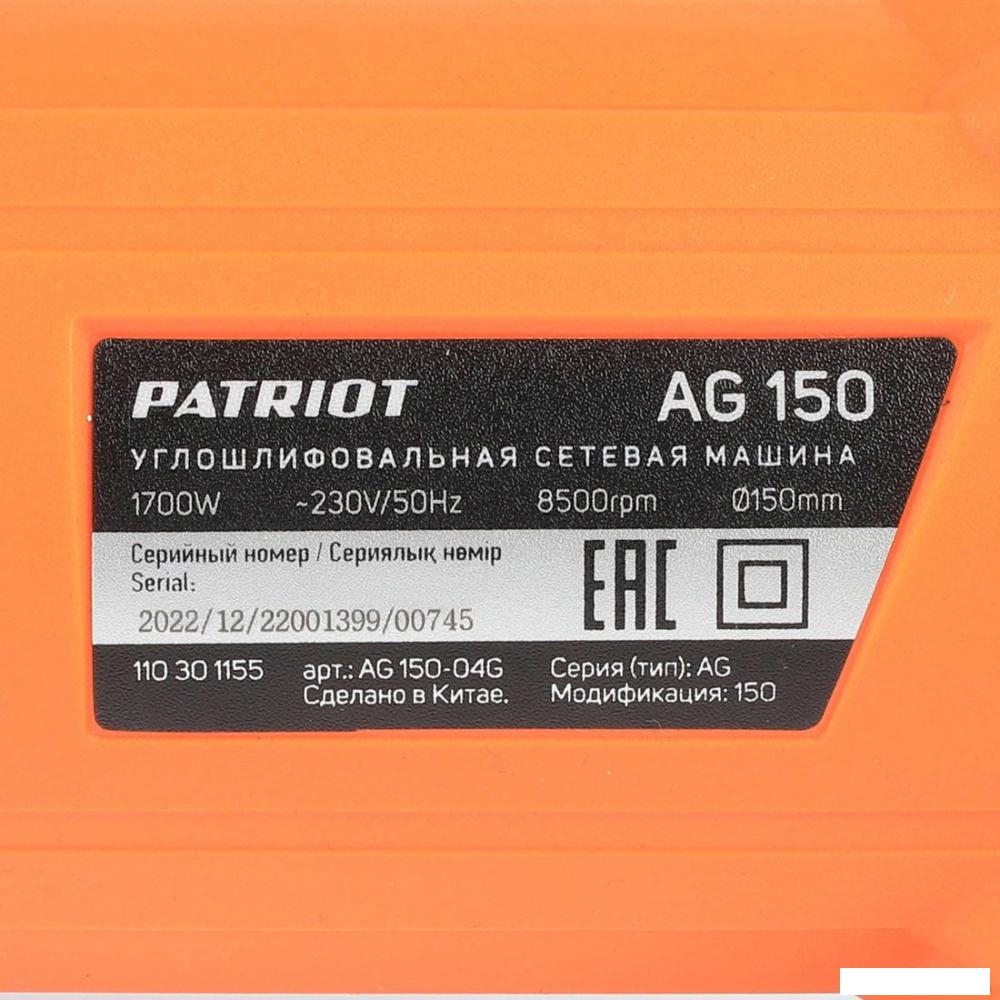 PATRIOT AG 150
УГЛОШЛИФОВАЛЬНАЯ СЕТЕВАЯ МАШИНА
1700W ~230V/50Hz 8500rpm Ø150mm
Серийный номер / Сериялық нөмір
Serial:
EAC
2022/12/22001399/00745
110 30 1155 арт.: AG 150-04G Серия (тип): AG
Сделано в Китае. Модификация: 150